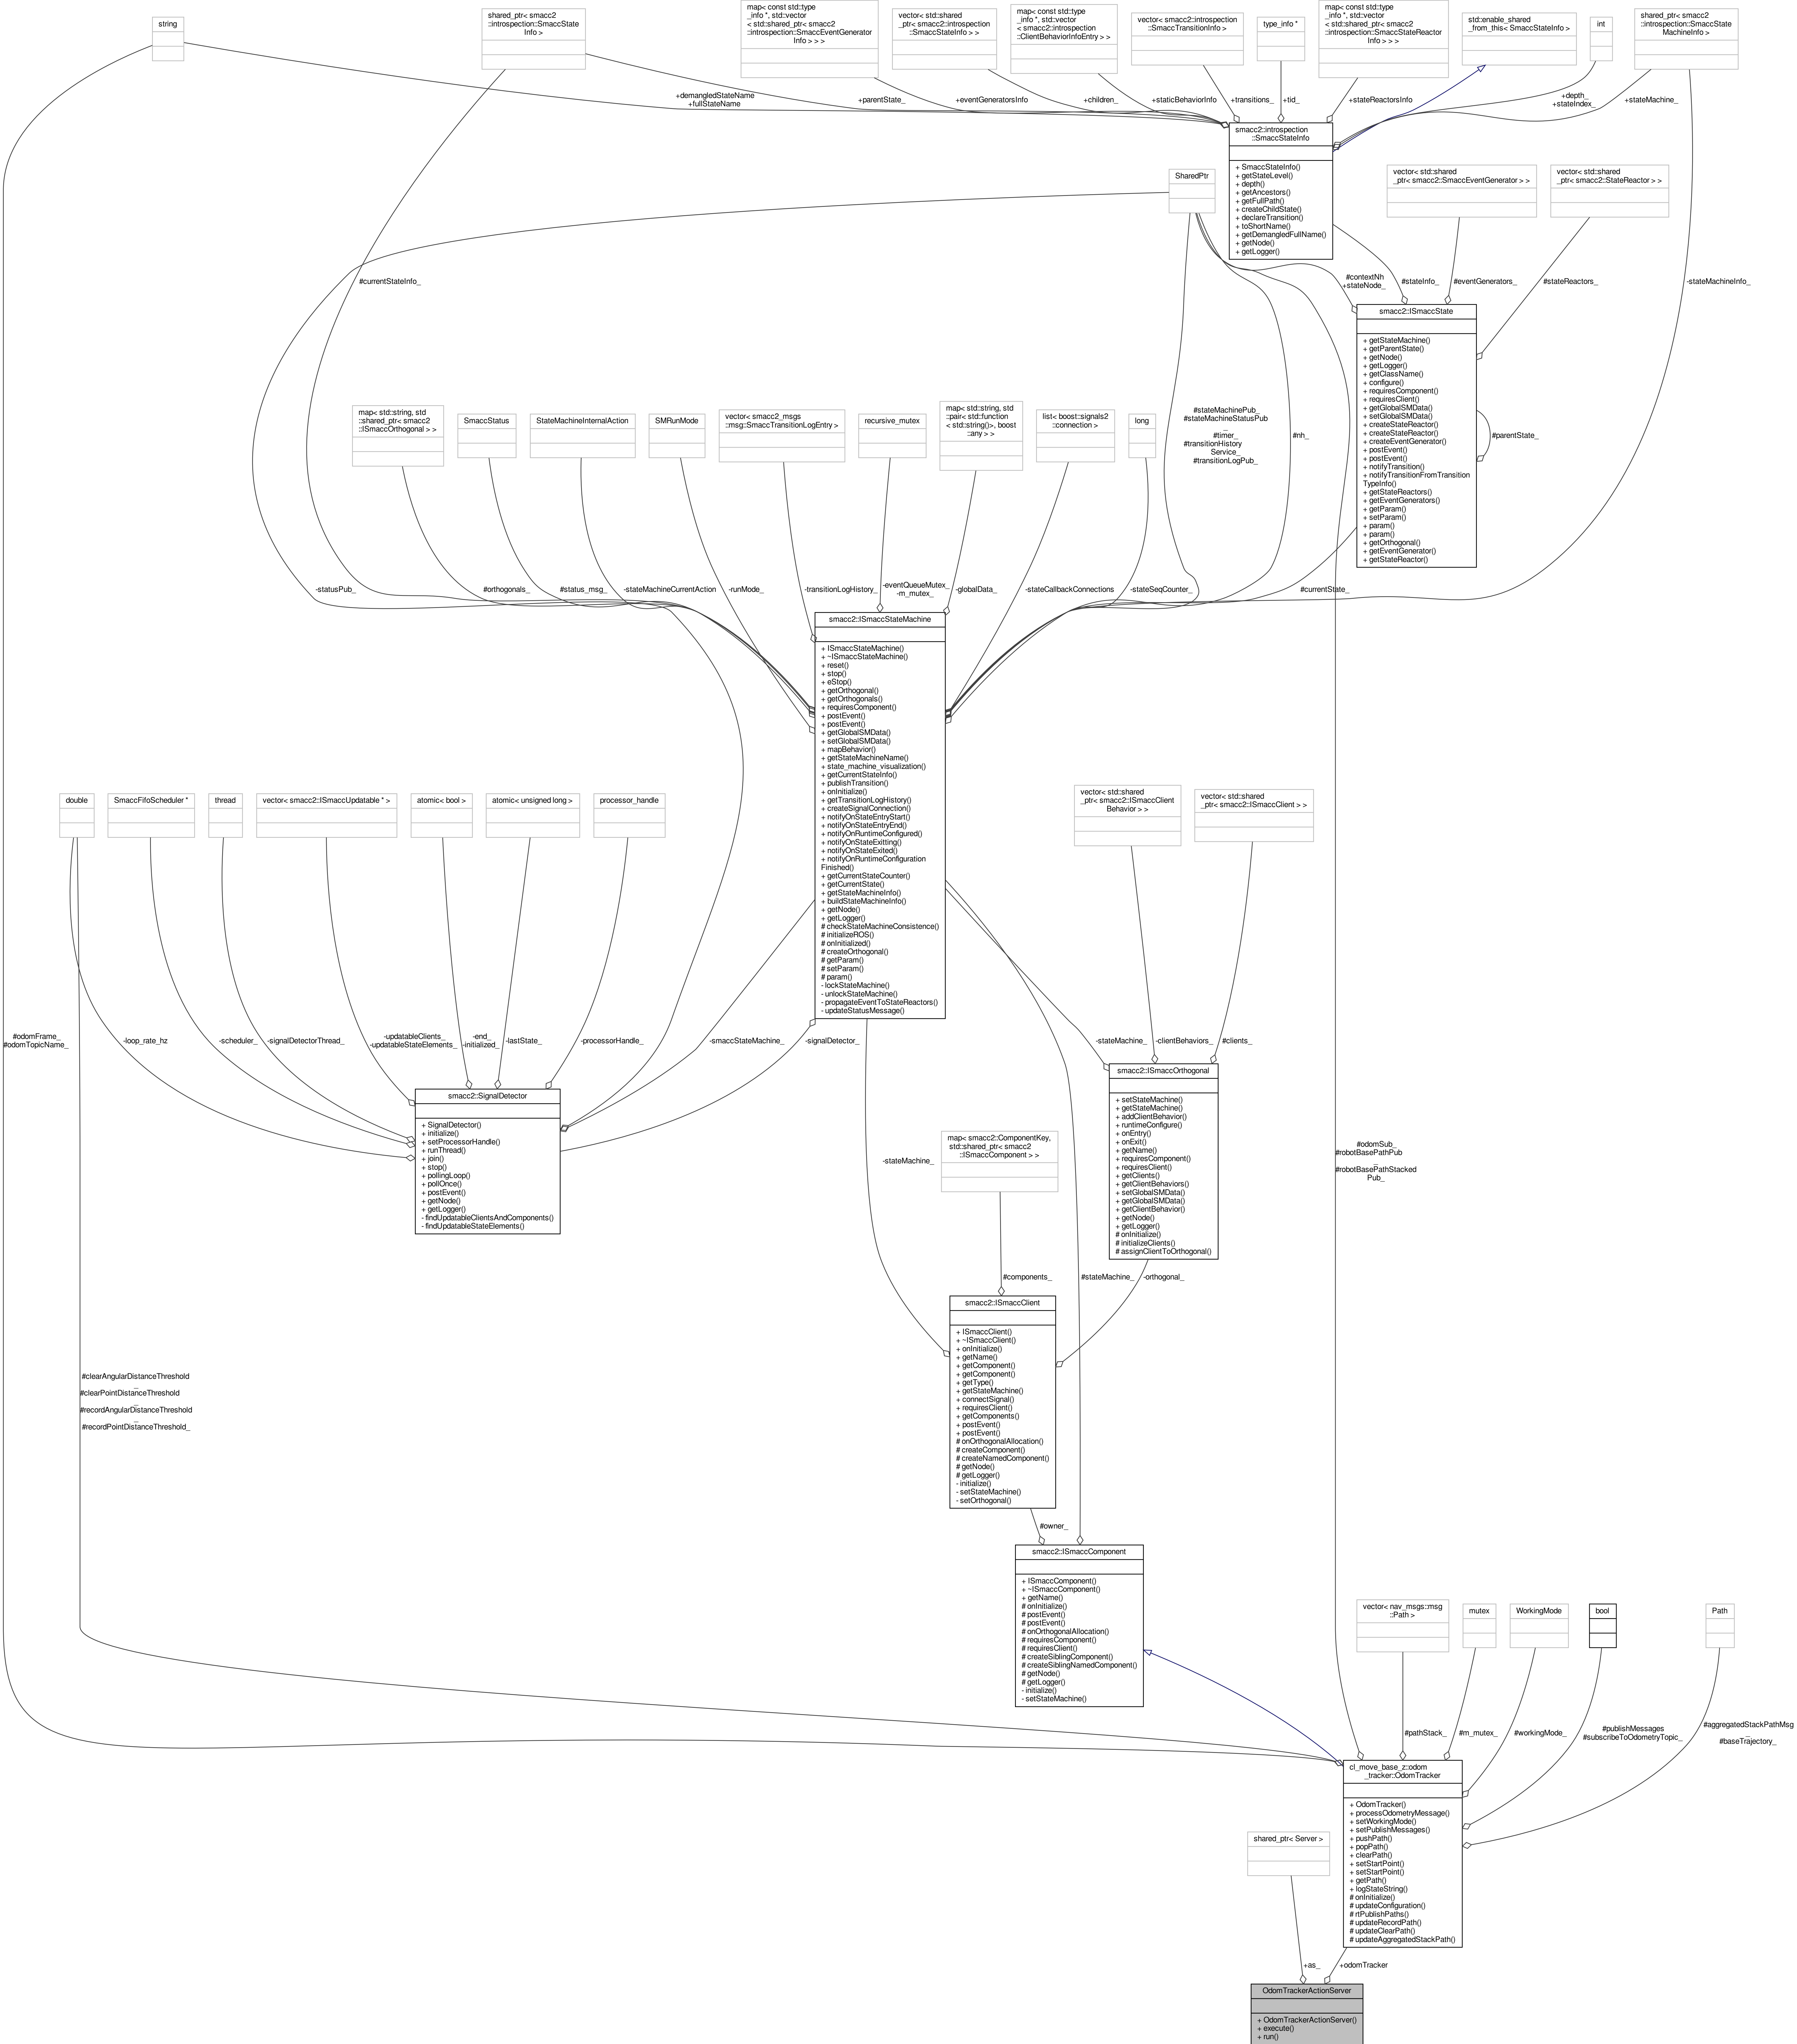 string
shared_ptr< smacc2
::introspection::SmaccState
Info >
map< const std::type
_info *, std::vector
< std::shared_ptr< smacc2
::introspection::SmaccEventGenerator
Info > > >
vector< std::shared
_ptr< smacc2::introspection
::SmaccStateInfo > >
map< const std::type
_info *, std::vector
< smacc2::introspection
::ClientBehaviorInfoEntry > >
vector< smacc2::introspection
::SmaccTransitionInfo >
type_info *
map< const std::type
_info *, std::vector
< std::shared_ptr< smacc2
::introspection::SmaccStateReactor
Info > > >
std::enable_shared
_from_this< SmaccStateInfo >
int
shared_ptr< smacc2
::introspection::SmaccState
MachineInfo >
+demangledStateName
+fullStateName
+parentState_
+eventGeneratorsInfo
+children_
+staticBehaviorInfo
+transitions_
+tid_
+stateReactorsInfo
+depth_
+stateIndex_
+stateMachine_
smacc2::introspection
::SmaccStateInfo
+ SmaccStateInfo()
+ getStateLevel()
+ depth()
+ getAncestors()
+ getFullPath()
+ createChildState()
+ declareTransition()
+ toShortName()
+ getDemangledFullName()
+ getNode()
+ getLogger()
SharedPtr
vector< std::shared
_ptr< smacc2::SmaccEventGenerator > >
vector< std::shared
_ptr< smacc2::StateReactor > >
#currentStateInfo_
#contextNh
+stateNode_
#stateInfo_
#eventGenerators_
#stateReactors_
-stateMachineInfo_
smacc2::ISmaccState
+ getStateMachine()
+ getParentState()
+ getNode()
+ getLogger()
+ getClassName()
+ configure()
+ requiresComponent()
+ requiresClient()
+ getGlobalSMData()
+ setGlobalSMData()
+ createStateReactor()
+ createStateReactor()
+ createEventGenerator()
+ postEvent()
+ postEvent()
+ notifyTransition()
+ notifyTransitionFromTransition
TypeInfo()
+ getStateReactors()
+ getEventGenerators()
+ getParam()
+ setParam()
+ param()
+ param()
+ getOrthogonal()
+ getEventGenerator()
+ getStateReactor()
#parentState_
map< std::string, std
::shared_ptr< smacc2
::ISmaccOrthogonal > >
SmaccStatus
StateMachineInternalAction
SMRunMode
vector< smacc2_msgs
::msg::SmaccTransitionLogEntry >
recursive_mutex
map< std::string, std
::pair< std::function
< std::string()>, boost
::any > >
list< boost::signals2
::connection >
long
#stateMachinePub_
#stateMachineStatusPub
_
#timer_
#transitionHistory
Service_
#transitionLogPub_
#nh_
-statusPub_
#orthogonals_
#status_msg_
-stateMachineCurrentAction
-runMode_
-transitionLogHistory_
-eventQueueMutex_
-m_mutex_
-globalData_
-stateCallbackConnections
-stateSeqCounter_
#currentState_
smacc2::ISmaccStateMachine
+ ISmaccStateMachine()
+ ~ISmaccStateMachine()
+ reset()
+ stop()
+ eStop()
+ getOrthogonal()
+ getOrthogonals()
+ requiresComponent()
+ postEvent()
+ postEvent()
+ getGlobalSMData()
+ setGlobalSMData()
+ mapBehavior()
+ getStateMachineName()
+ state_machine_visualization()
+ getCurrentStateInfo()
+ publishTransition()
+ onInitialize()
+ getTransitionLogHistory()
+ createSignalConnection()
+ notifyOnStateEntryStart()
+ notifyOnStateEntryEnd()
+ notifyOnRuntimeConfigured()
+ notifyOnStateExitting()
+ notifyOnStateExited()
+ notifyOnRuntimeConfiguration
Finished()
+ getCurrentStateCounter()
+ getCurrentState()
+ getStateMachineInfo()
+ buildStateMachineInfo()
+ getNode()
+ getLogger()
# checkStateMachineConsistence()
# initializeROS()
# onInitialized()
# createOrthogonal()
# getParam()
# setParam()
# param()
- lockStateMachine()
- unlockStateMachine()
- propagateEventToStateReactors()
- updateStatusMessage()
double
SmaccFifoScheduler *
thread
vector< smacc2::ISmaccUpdatable * >
atomic< bool >
atomic< unsigned long >
processor_handle
vector< std::shared
_ptr< smacc2::ISmaccClient
Behavior > >
vector< std::shared
_ptr< smacc2::ISmaccClient > >
#odomFrame_
#odomTopicName_
-loop_rate_hz
-scheduler_
-signalDetectorThread_
-updatableClients_
-updatableStateElements_
-end_
-initialized_
-lastState_
-processorHandle_
-smaccStateMachine_
-signalDetector_
-stateMachine_
-clientBehaviors_
#clients_
smacc2::SignalDetector
+ SignalDetector()
+ initialize()
+ setProcessorHandle()
+ runThread()
+ join()
+ stop()
+ pollingLoop()
+ pollOnce()
+ postEvent()
+ getNode()
+ getLogger()
- findUpdatableClientsAndComponents()
- findUpdatableStateElements()
smacc2::ISmaccOrthogonal
+ setStateMachine()
+ getStateMachine()
+ addClientBehavior()
+ runtimeConfigure()
+ onEntry()
+ onExit()
+ getName()
+ requiresComponent()
+ requiresClient()
+ getClients()
+ getClientBehaviors()
+ setGlobalSMData()
+ getGlobalSMData()
+ getClientBehavior()
+ getNode()
+ getLogger()
# onInitialize()
# initializeClients()
# assignClientToOrthogonal()
map< smacc2::ComponentKey,
std::shared_ptr< smacc2
::ISmaccComponent > >
-stateMachine_
#odomSub_
#robotBasePathPub
_
#robotBasePathStacked
Pub_
#components_
#stateMachine_
-orthogonal_
smacc2::ISmaccClient
+ ISmaccClient()
+ ~ISmaccClient()
+ onInitialize()
+ getName()
+ getComponent()
+ getComponent()
+ getType()
+ getStateMachine()
+ connectSignal()
+ requiresClient()
+ getComponents()
+ postEvent()
+ postEvent()
# onOrthogonalAllocation()
# createComponent()
# createNamedComponent()
# getNode()
# getLogger()
- initialize()
- setStateMachine()
- setOrthogonal()
#clearAngularDistanceThreshold
_
#clearPointDistanceThreshold
_
#recordAngularDistanceThreshold
_
#recordPointDistanceThreshold_
#owner_
smacc2::ISmaccComponent
+ ISmaccComponent()
+ ~ISmaccComponent()
+ getName()
# onInitialize()
# postEvent()
# postEvent()
# onOrthogonalAllocation()
# requiresComponent()
# requiresClient()
# createSiblingComponent()
# createSiblingNamedComponent()
# getNode()
# getLogger()
- initialize()
- setStateMachine()
vector< nav_msgs::msg
::Path >
mutex
WorkingMode
bool
Path
#pathStack_
#m_mutex_
#workingMode_
#publishMessages
#subscribeToOdometryTopic_
#aggregatedStackPathMsg
_
#baseTrajectory_
cl_move_base_z::odom
_tracker::OdomTracker
+ OdomTracker()
+ processOdometryMessage()
+ setWorkingMode()
+ setPublishMessages()
+ pushPath()
+ popPath()
+ clearPath()
+ setStartPoint()
+ setStartPoint()
+ getPath()
+ logStateString()
# onInitialize()
# updateConfiguration()
# rtPublishPaths()
# updateRecordPath()
# updateClearPath()
# updateAggregatedStackPath()
shared_ptr< Server >
+as_
+odomTracker
OdomTrackerActionServer
+ OdomTrackerActionServer()
+ execute()
+ run()